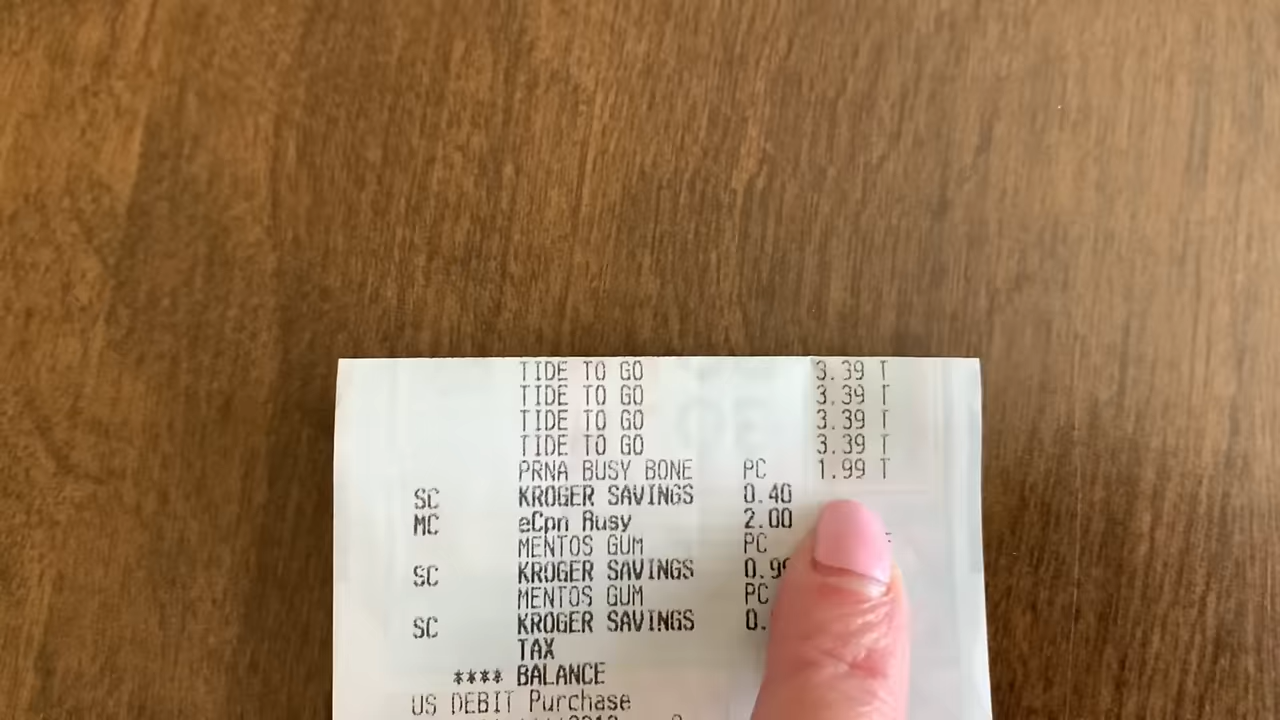 TIDE TO GO 3.39 T
TIDE TO GO 3.39 T
TIDE TO GO 3.39 T
TIDE TO GO 3.39 T
PRNA BUSY BONE PC 1.99 T
SC KROGER SAVINGS 0.40
MC eCpn Busy 2.00
MENTOS GUM PC
SC KROGER SAVINGS
MENTOS GUM PC
SC KROGER SAVINGS
TAX
**** BALANCE
US DEBIT Purchase